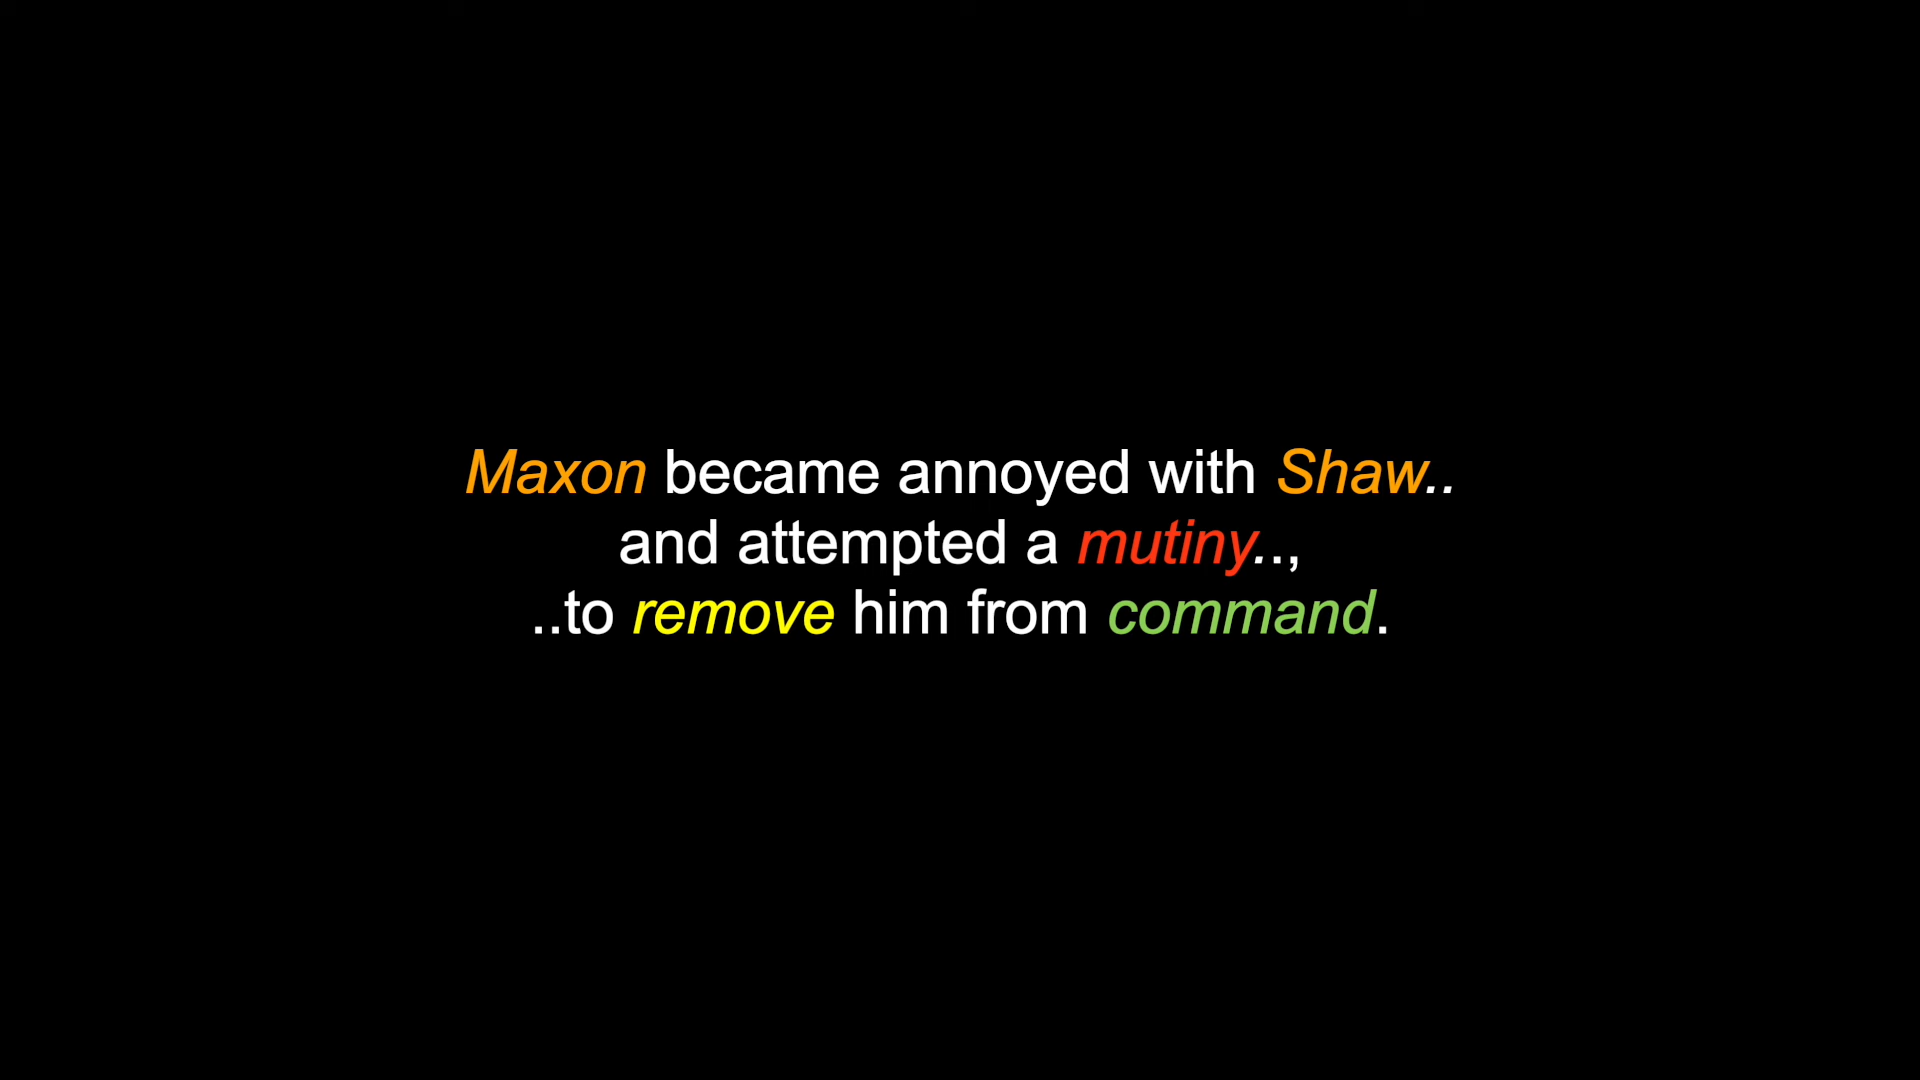 Maxon became annoyed with Shaw..
and attempted a mutiny..,
..to remove him from command.